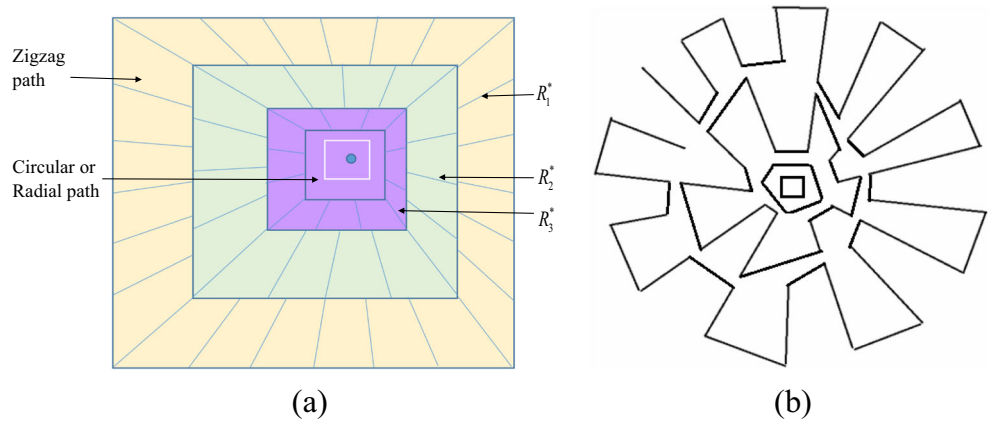 Zigzag
path
Circular or
Radial path
R₁*
R₂*
R₃*
(a)
(b)